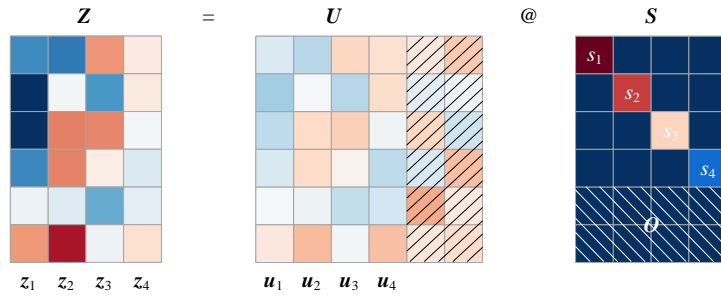 Z = U @ S
s₁
s₂
s₃
s₄
O
z₁ z₂ z₃ z₄ u₁ u₂ u₃ u₄